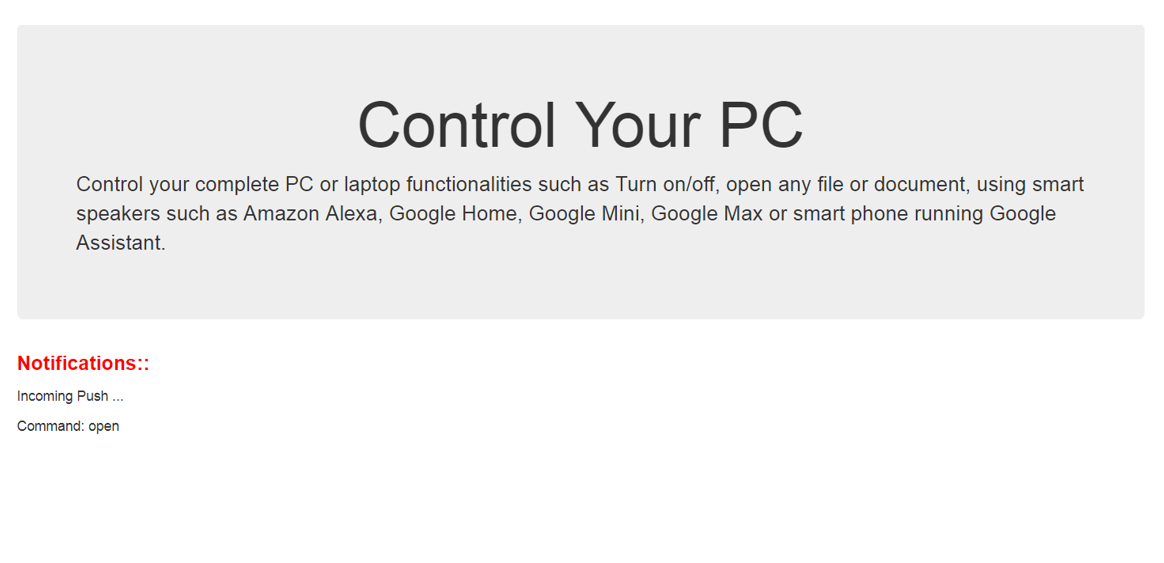 Control Your PC
Control your complete PC or laptop functionalities such as Turn on/off, open any file or document, using smart
speakers such as Amazon Alexa, Google Home, Google Mini, Google Max or smart phone running Google
Assistant.
Notifications::
Incoming Push ...
Command: open